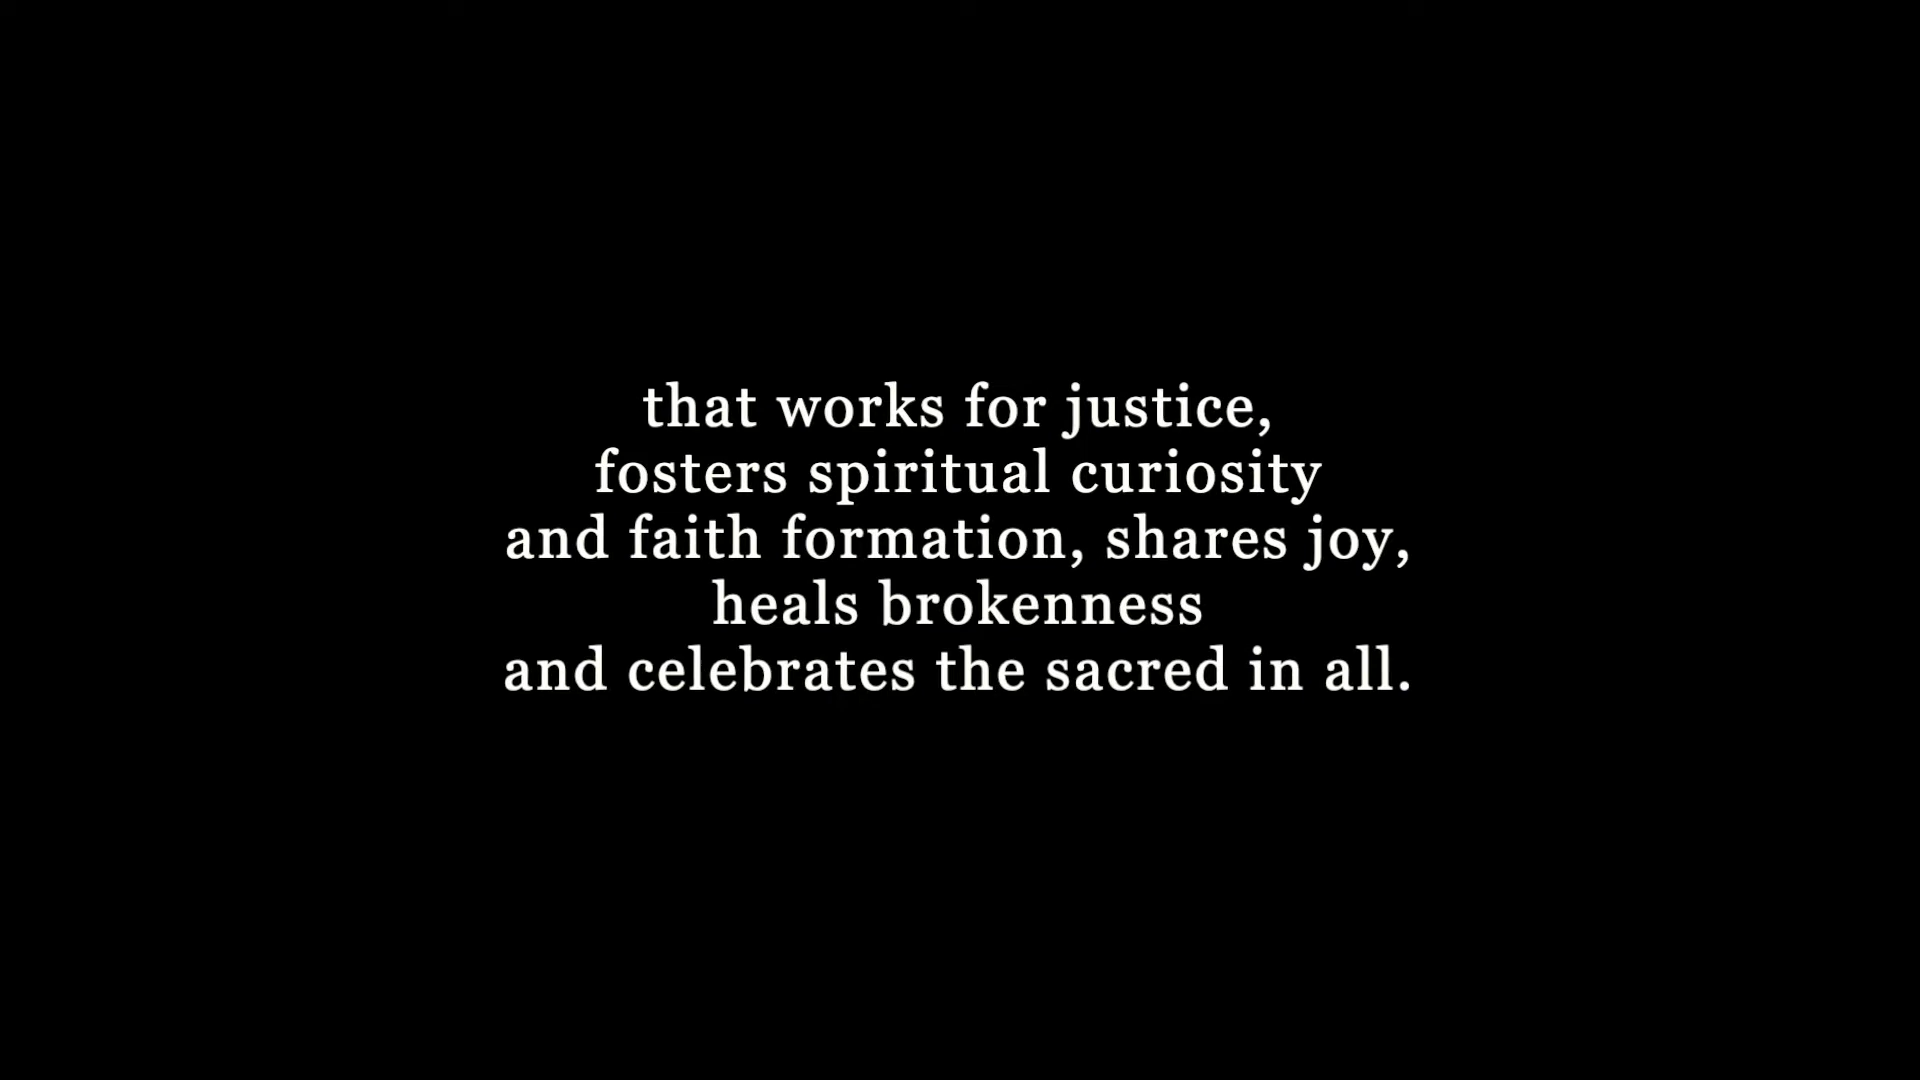 that works for justice,
fosters spiritual curiosity
and faith formation, shares joy,
heals brokenness
and celebrates the sacred in all.